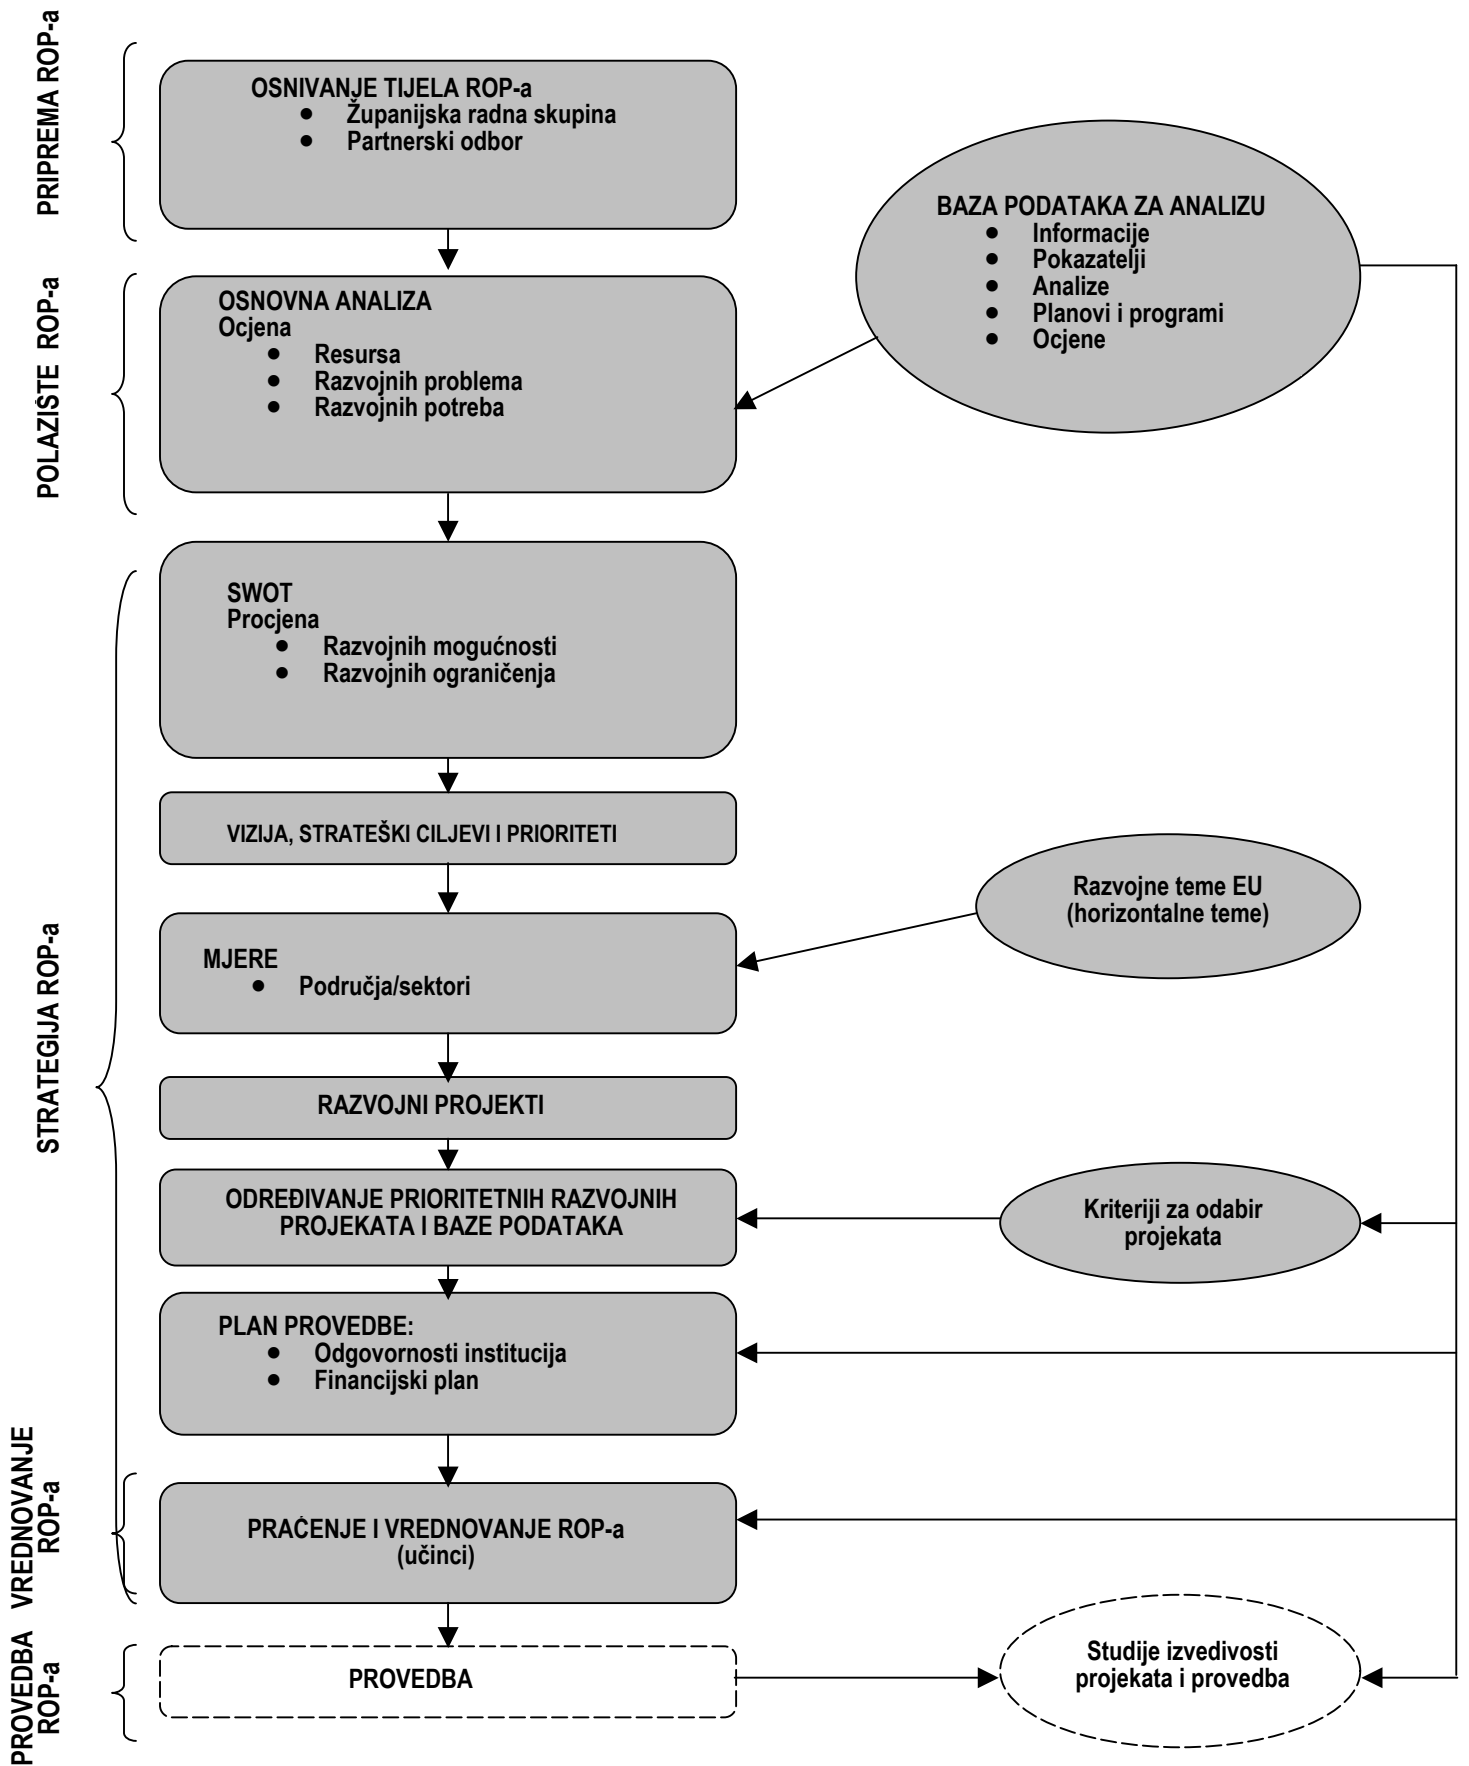 PRIPREMA ROP-a
OSNIVANJE TIJELA ROP-a
● Županijska radna skupina
● Partnerski odbor
BAZA PODATAKA ZA ANALIZU
● Informacije
● Pokazatelji
● Analize
● Planovi i programi
● Ocjene
POLAZIŠTE ROP-a
OSNOVNA ANALIZA
Ocjena
● Resursa
● Razvojnih problema
● Razvojnih potreba
STRATEGIJA ROP-a
SWOT
Procjena
● Razvojnih mogućnosti
● Razvojnih ograničenja
VIZIJA, STRATEŠKI CILJEVI I PRIORITETI
Razvojne teme EU
(horizontalne teme)
MJERE
● Područja/sektori
RAZVOJNI PROJEKTI
ODREĐIVANJE PRIORITETNIH RAZVOJNIH
PROJEKATA I BAZE PODATAKA
Kriteriji za odabir
projekata
PLAN PROVEDBE:
● Odgovornosti institucija
● Financijski plan
VREDNOVANJE
ROP-a
PRAĆENJE I VREDNOVANJE ROP-a
(učinci)
PROVEDBA
ROP-a
PROVEDBA
Studije izvedivosti
projekata i provedba